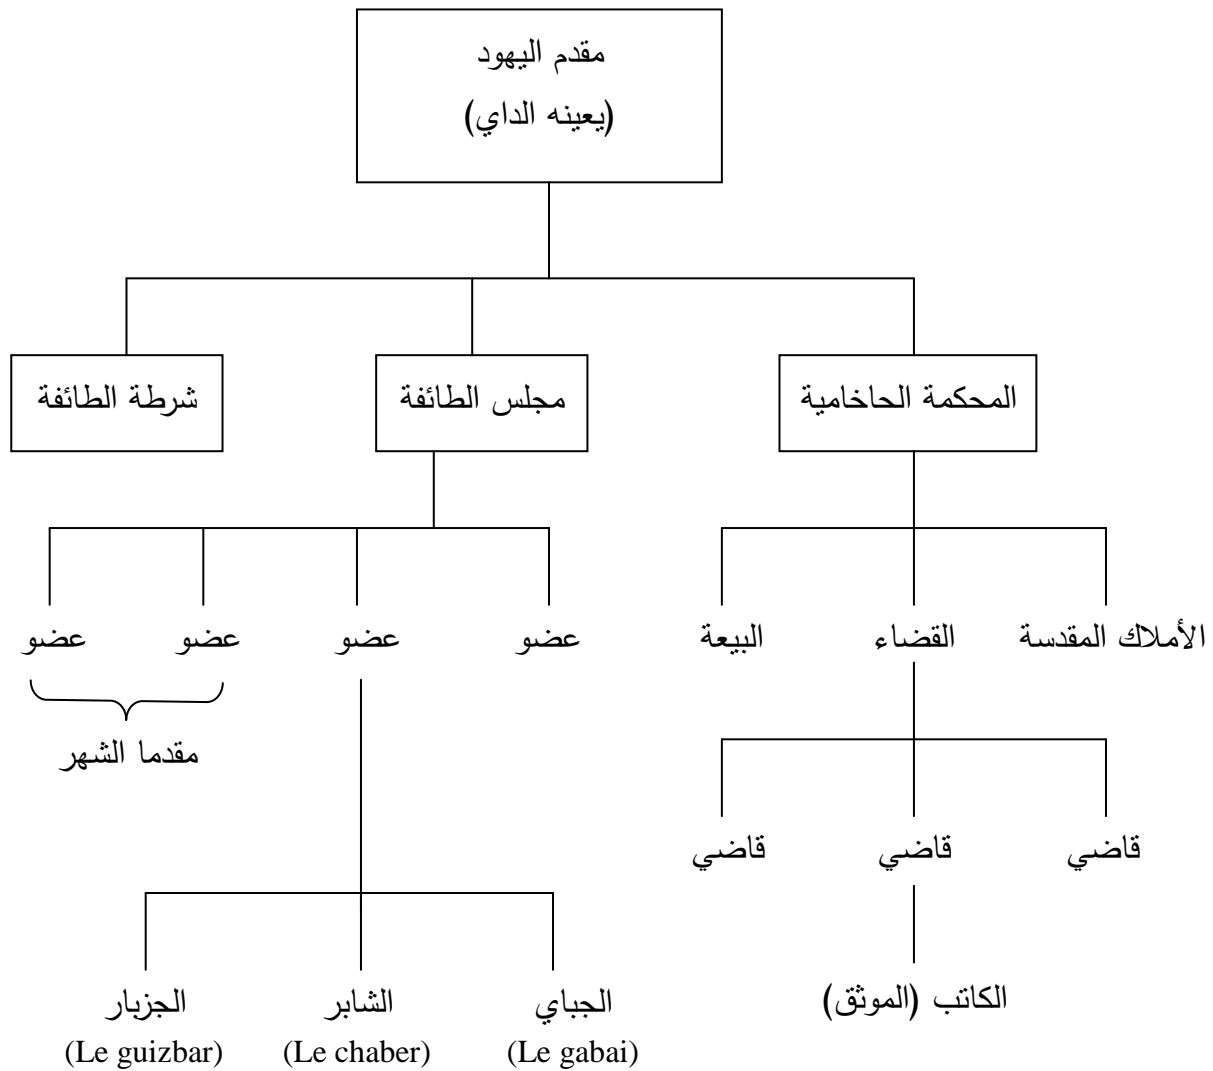 مقدم اليهود
(يعينه الداي)
المحكمة الحاخامية
مجلس الطائفة
شرطة الطائفة
الأملاك المقدسة
القضاء
البيعة
عضو
عضو
عضو
عضو
مقدما الشهر
قاضي
قاضي
قاضي
الكاتب (الموثق)
الجباي
(Le gabai)
الشابر
(Le chaber)
الجزبار
(Le guizbar)